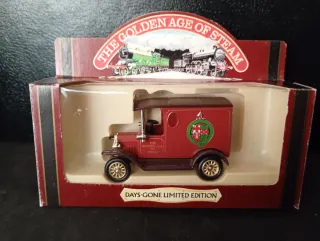 THE GOLDEN AGE OF STEAM
DAYS-GONE LIMITED EDITION